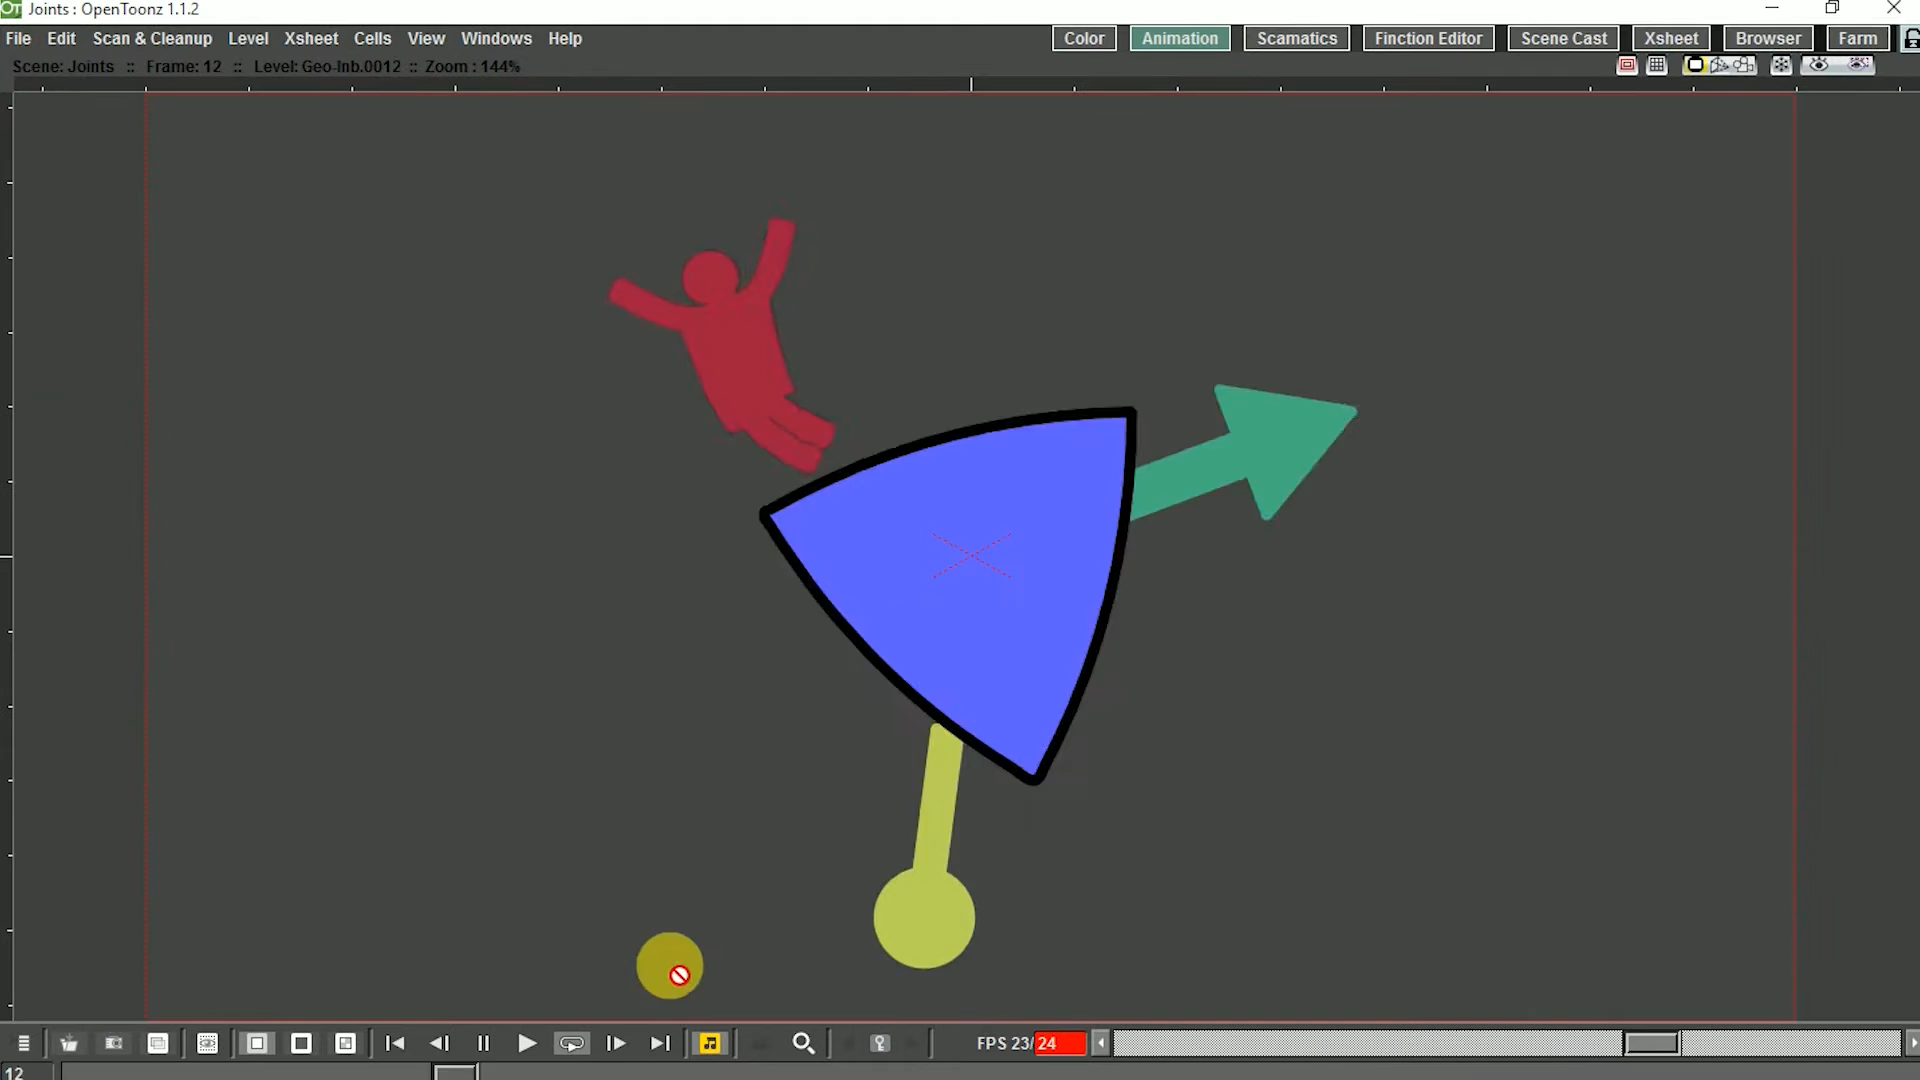 Joints : OpenToonz 1.1.2
File Edit Scan & Cleanup Level Xsheet Cells View Windows Help Color Animation Scamatics Finction Editor Scene Cast Xsheet Browser Farm
Scene: Joints :: Frame: 12 :: Level: Geo-Inb.0012 :: Zoom : 144%
FPS 23/24
12